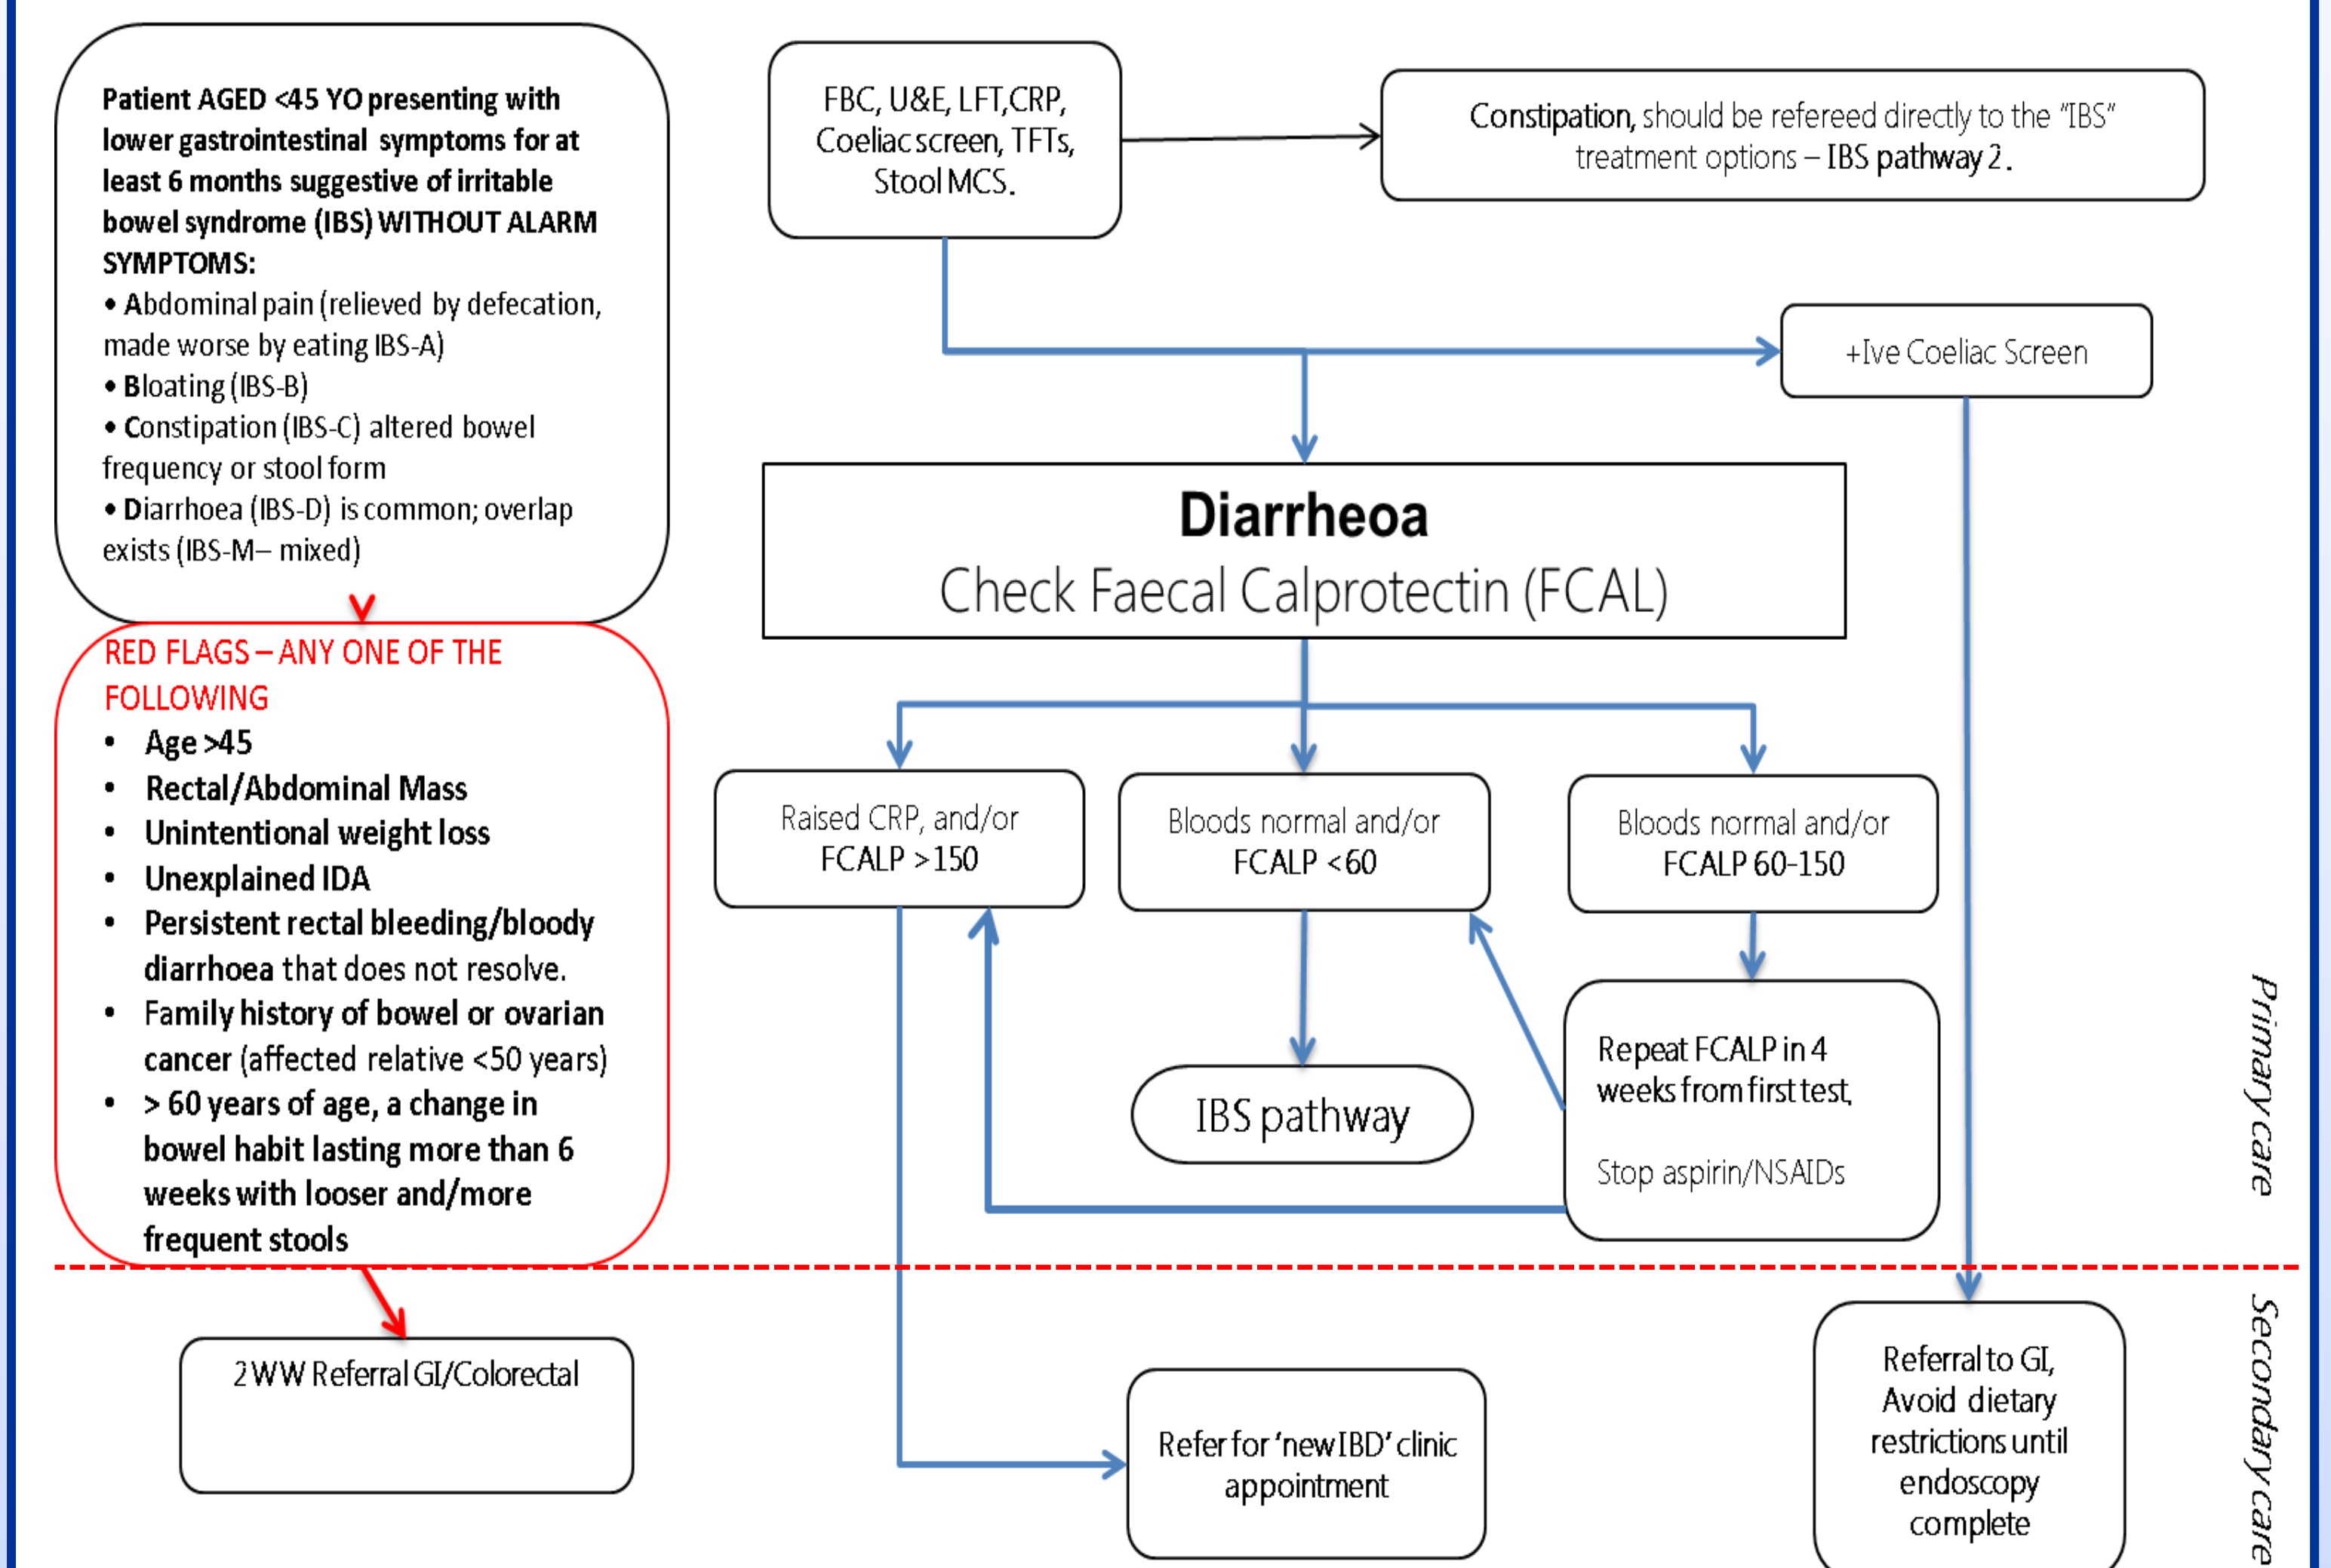 Patient AGED <45 YO presenting with
lower gastrointestinal symptoms for at
least 6 months suggestive of irritable
bowel syndrome (IBS) WITHOUT ALARM
SYMPTOMS:
• Abdominal pain (relieved by defecation,
made worse by eating IBS-A)
• Bloating (IBS-B)
• Constipation (IBS-C) altered bowel
frequency or stool form
• Diarrhoea (IBS-D) is common; overlap
exists (IBS-M– mixed)
RED FLAGS – ANY ONE OF THE
FOLLOWING
• Age >45
• Rectal/Abdominal Mass
• Unintentional weight loss
• Unexplained IDA
• Persistent rectal bleeding/bloody
diarrhoea that does not resolve.
• Family history of bowel or ovarian
cancer (affected relative <50 years)
• > 60 years of age, a change in
bowel habit lasting more than 6
weeks with looser and/more
frequent stools
2WW Referral GI/Colorectal
FBC, U&E, LFT,CRP,
Coeliac screen, TFTs,
Stool MCS.
Constipation, should be refereed directly to the "IBS"
treatment options – IBS pathway 2.
+Ive Coeliac Screen
Diarrheoa
Check Faecal Calprotectin (FCAL)
Raised CRP, and/or
FCALP >150
Bloods normal and/or
FCALP <60
Bloods normal and/or
FCALP 60-150
IBS pathway
Repeat FCALP in 4
weeks from first test,
Stop aspirin/NSAIDs
Primary care
Secondary care
Refer for 'new IBD' clinic
appointment
Referral to GI,
Avoid dietary
restrictions until
endoscopy
complete